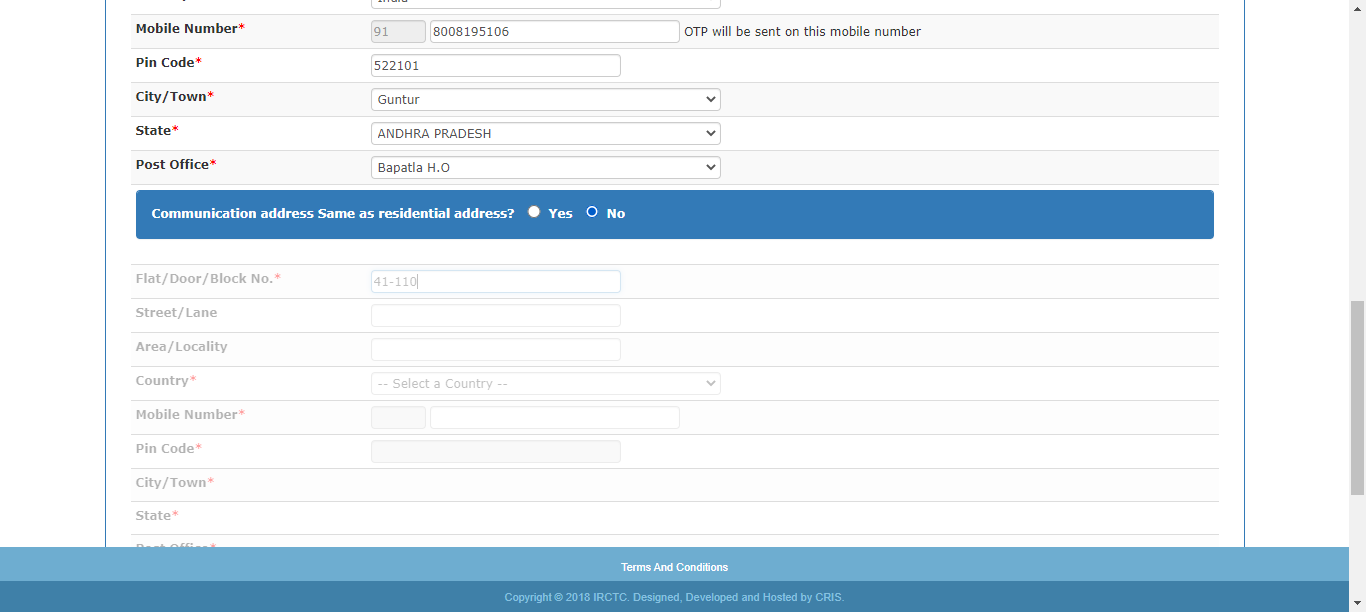 Mobile Number* 91 8008195106 OTP will be sent on this mobile number
Pin Code* 522101
City/Town* Guntur
State* ANDHRA PRADESH
Post Office* Bapatla H.O
Communication address Same as residential address? Yes No
Flat/Door/Block No.* 41-110
Street/Lane
Area/Locality
Country* -- Select a Country --
Mobile Number*
Pin Code*
City/Town*
State*
Terms And Conditions
Copyright © 2018 IRCTC. Designed, Developed and Hosted by CRIS.